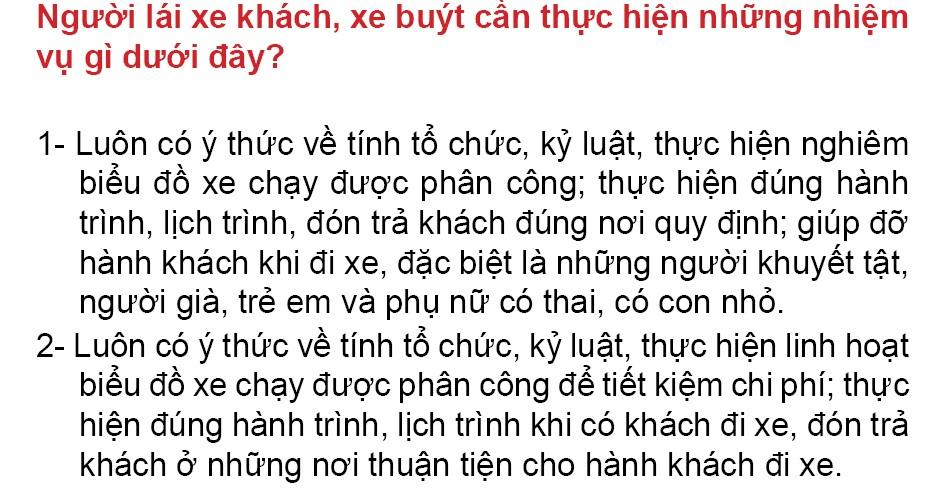 Người lái xe khách, xe buýt cần thực hiện những nhiệm
vụ gì dưới đây?
1- Luôn có ý thức về tính tổ chức, kỷ luật, thực hiện nghiêm
biểu đồ xe chạy được phân công; thực hiện đúng hành
trình, lịch trình, đón trả khách đúng nơi quy định; giúp đỡ
hành khách khi đi xe, đặc biệt là những người khuyết tật,
người già, trẻ em và phụ nữ có thai, có con nhỏ.
2- Luôn có ý thức về tính tổ chức, kỷ luật, thực hiện linh hoạt
biểu đồ xe chạy được phân công để tiết kiệm chi phí; thực
hiện đúng hành trình, lịch trình khi có khách đi xe, đón trả
khách ở những nơi thuận tiện cho hành khách đi xe.